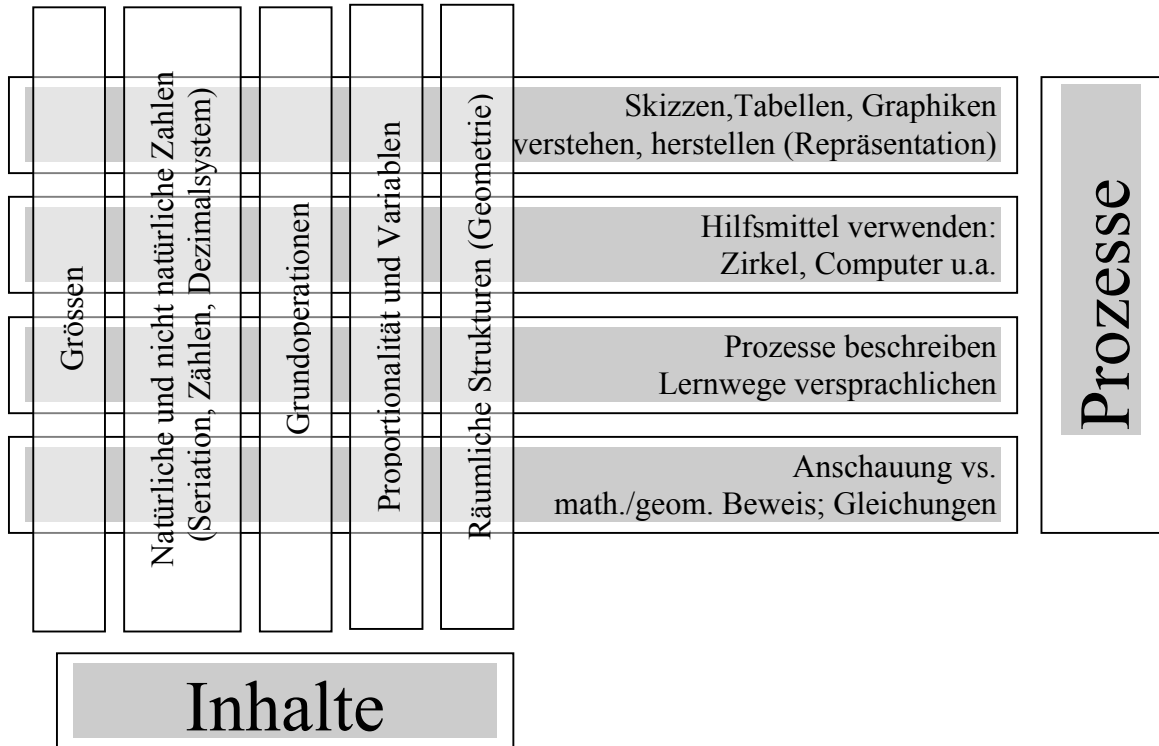 Grössen
Natürliche und nicht natürliche Zahlen
(Seriation, Zählen, Dezimalsystem)
Grundoperationen
Proportionalität und Variablen
Räumliche Strukturen (Geometrie)
Skizzen,Tabellen, Graphiken
verstehen, herstellen (Repräsentation)
Hilfsmittel verwenden:
Zirkel, Computer u.a.
Prozesse beschreiben
Lernwege versprachlichen
Anschauung vs.
math./geom. Beweis; Gleichungen
Prozesse
Inhalte